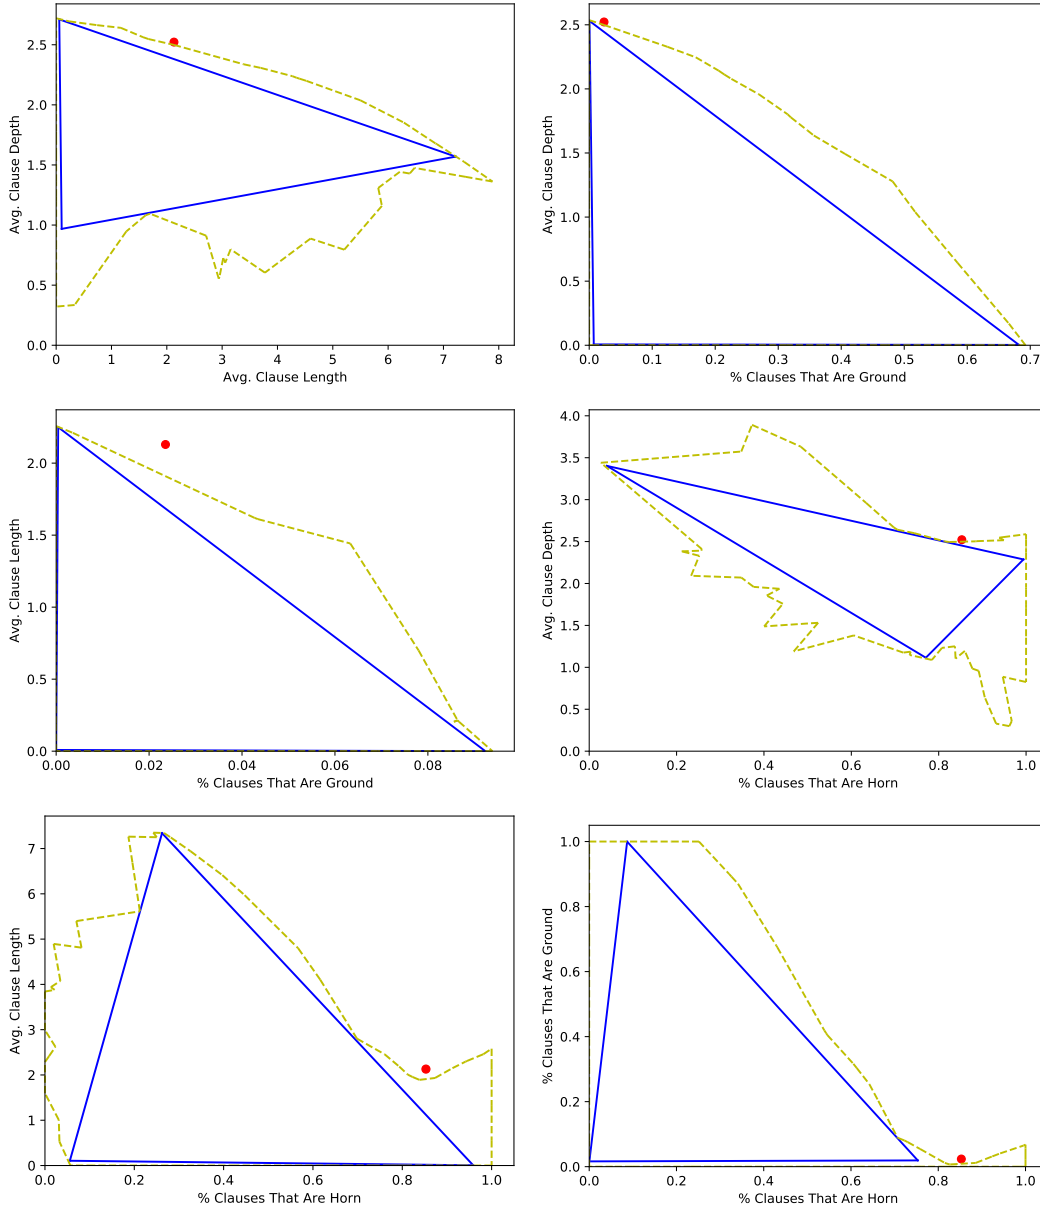 2.5
2.0
1.5
1.0
0.5
0.0
Avg. Clause Depth
0 1 2 3 4 5 6 7 8
Avg. Clause Length
2.5
2.0
1.5
1.0
0.5
0.0
Avg. Clause Depth
0.0 0.1 0.2 0.3 0.4 0.5 0.6 0.7
% Clauses That Are Ground
2.0
1.5
1.0
0.5
0.0
Avg. Clause Length
0.00 0.02 0.04 0.06 0.08
% Clauses That Are Ground
4.0
3.5
3.0
2.5
2.0
1.5
1.0
0.5
0.0
Avg. Clause Depth
0.0 0.2 0.4 0.6 0.8 1.0
% Clauses That Are Horn
7
6
5
4
3
2
1
0
Avg. Clause Length
0.0 0.2 0.4 0.6 0.8 1.0
% Clauses That Are Horn
1.0
0.8
0.6
0.4
0.2
0.0
% Clauses That Are Ground
0.0 0.2 0.4 0.6 0.8 1.0
% Clauses That Are Horn